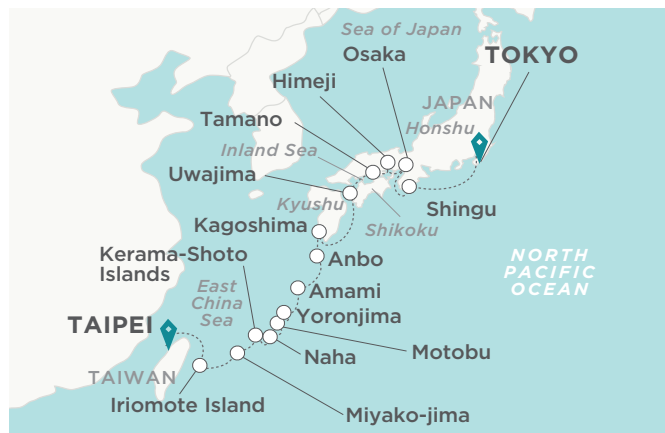 Sea of Japan
Osaka
TOKYO
Himeji
JAPAN
Tamano
Honshu
Inland Sea
Uwajima
Kyushu
Shingu
Kagoshima
Shikoku
Kerama-Shoto
Islands
Anbo
NORTH
PACIFIC
OCEAN
East
China
Sea
Amami
Yoronjima
TAIPEI
Motobu
Naha
TAIWAN
Iriomote Island
Miyako-jima